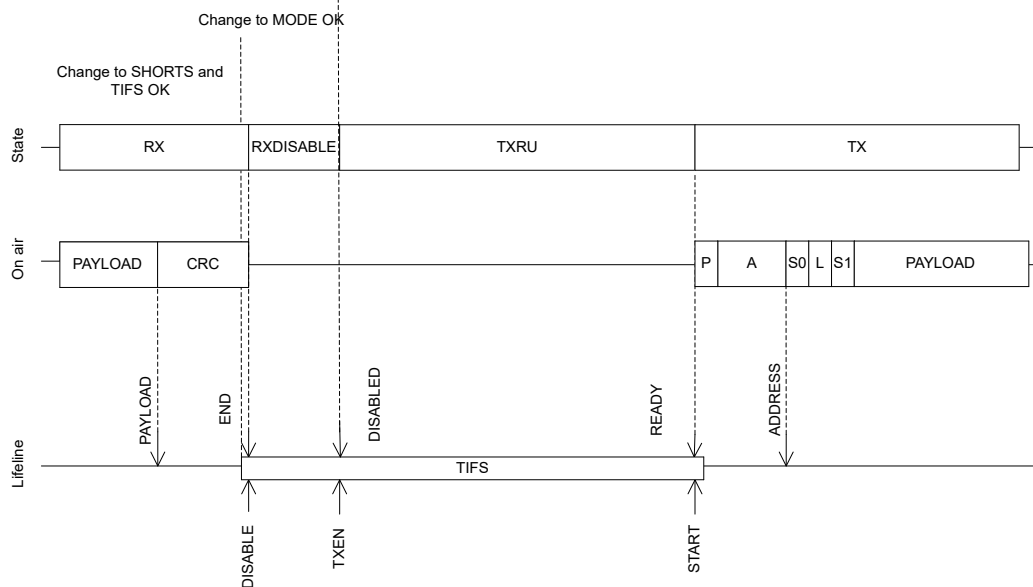 Change to MODE OK
Change to SHORTS and
TIFS OK
State
RX
RXDISABLE
TXRU
TX
On air
PAYLOAD
CRC
P
A
S0
L
S1
PAYLOAD
PAYLOAD
END
DISABLED
READY
ADDRESS
Lifeline
TIFS
DISABLE
TXEN
START